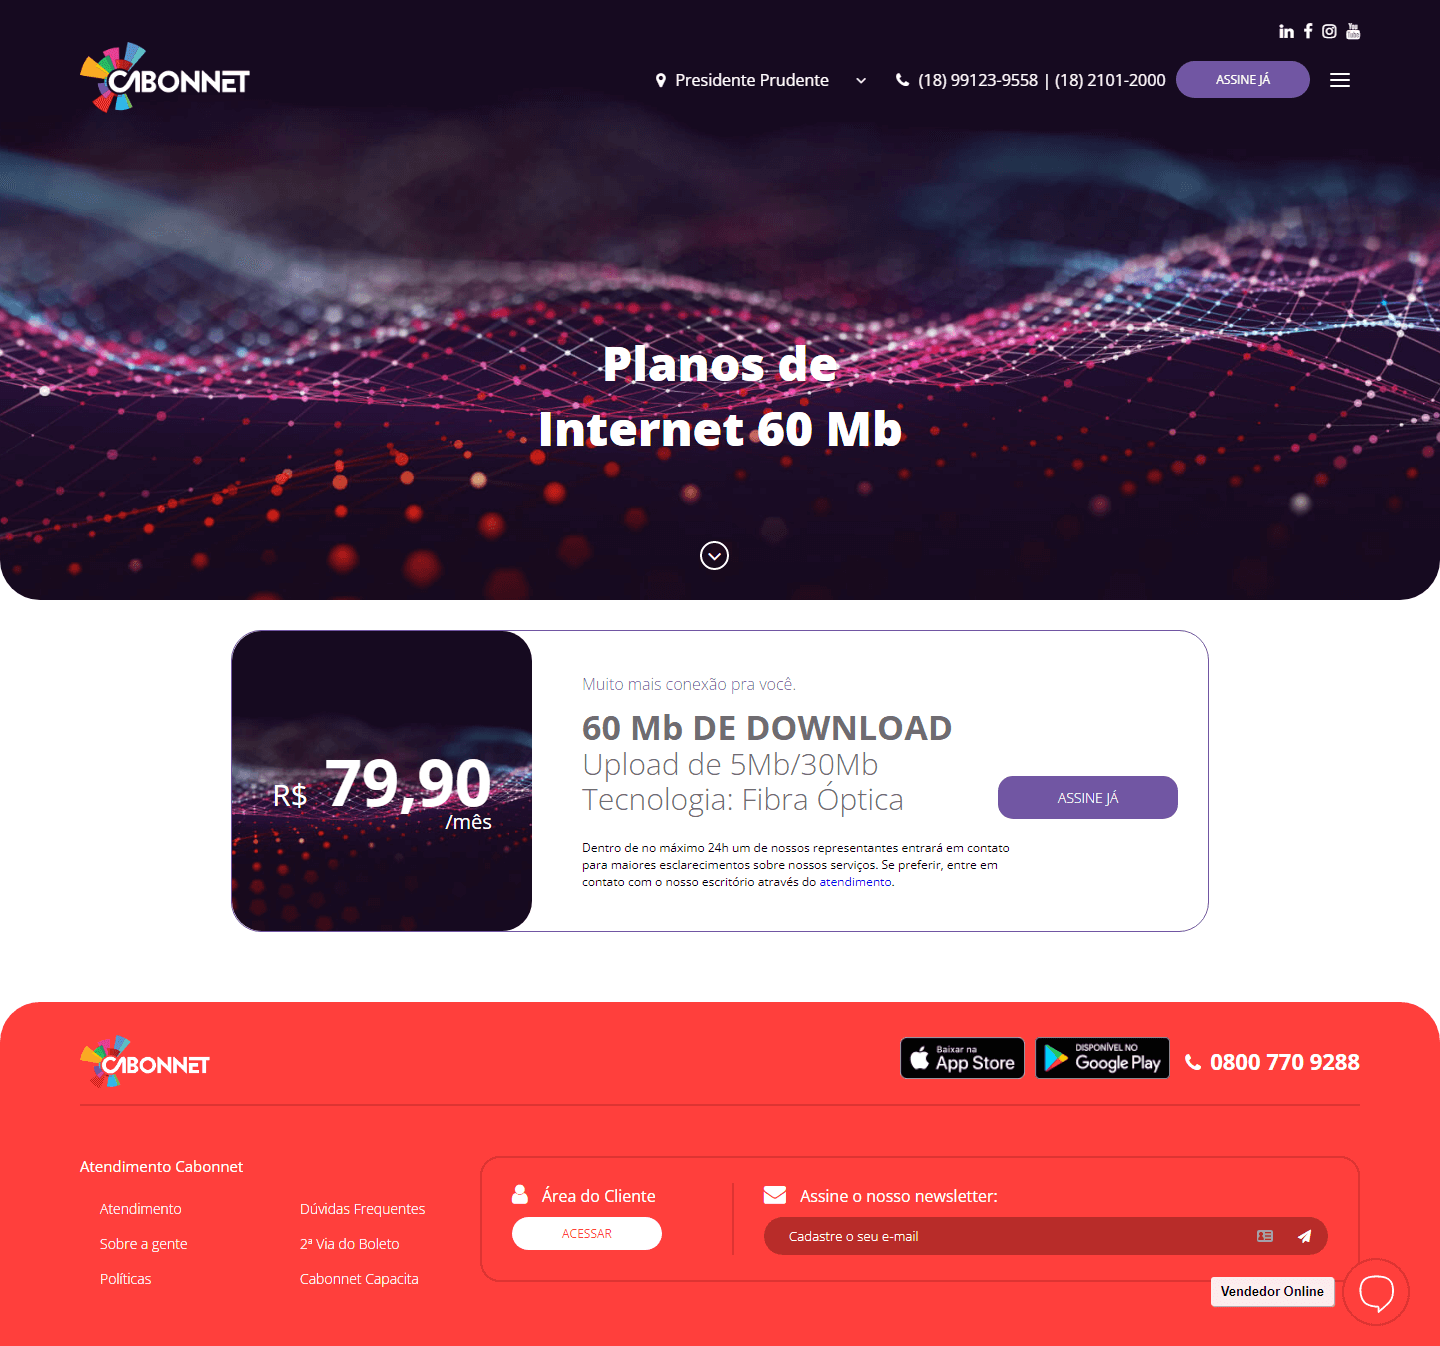 You
Tube
CABONNET
Presidente Prudente
(18) 99123-9558 | (18) 2101-2000
ASSINE JÁ
Planos de
Internet 60 Mb
R$ 79,90
/mês
Muito mais conexão pra você.
60 Mb DE DOWNLOAD
Upload de 5Mb/30Mb
Tecnologia: Fibra Óptica
ASSINE JÁ
Dentro de no máximo 24h um de nossos representantes entrará em contato
para maiores esclarecimentos sobre nossos serviços. Se preferir, entre em
contato com o nosso escritório através do atendimento.
CABONNET
Baixar na
App Store
DISPONÍVEL NO
Google Play
0800 770 9288
Atendimento Cabonnet
Atendimento
Dúvidas Frequentes
Sobre a gente
2ª Via do Boleto
Políticas
Cabonnet Capacita
Área do Cliente
ACESSAR
Assine o nosso newsletter:
Cadastre o seu e-mail
Vendedor Online